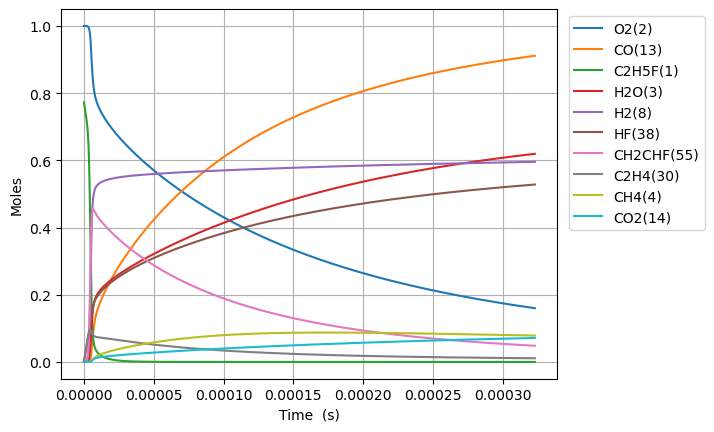 1.0
0.8
0.6
0.4
0.2
0.0
Moles
0.00000 0.00005 0.00010 0.00015 0.00020 0.00025 0.00030
Time (s)
O2(2)
CO(13)
C2H5F(1)
H2O(3)
H2(8)
HF(38)
CH2CHF(55)
C2H4(30)
CH4(4)
CO2(14)